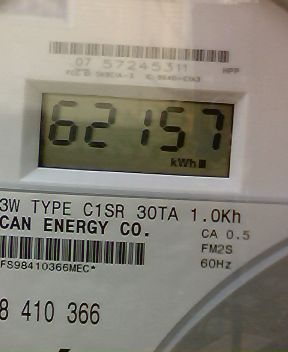 07 57245311
HPP
62157
kWh
3W TYPE C1SR 30TA 1.0Kh
CAN ENERGY CO.
CA 0.5
FM2S
60Hz
FS98410366MEC*
8 410 366